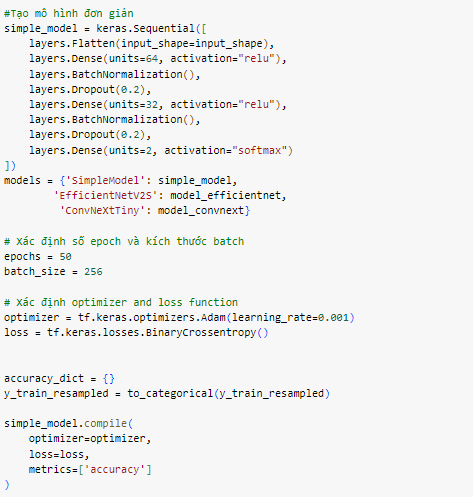 #Tạo mô hình đơn giản
simple_model = keras.Sequential([
    layers.Flatten(input_shape=input_shape),
    layers.Dense(units=64, activation="relu"),
    layers.BatchNormalization(),
    layers.Dropout(0.2),
    layers.Dense(units=32, activation="relu"),
    layers.BatchNormalization(),
    layers.Dropout(0.2),
    layers.Dense(units=2, activation="softmax")
])
models = {'SimpleModel': simple_model,
        'EfficientNetV2S': model_efficientnet,
         'ConvNeXtTiny': model_convnext}
# Xác định số epoch và kích thước batch
epochs = 50
batch_size = 256
# Xác định optimizer and loss function
optimizer = tf.keras.optimizers.Adam(learning_rate=0.001)
loss = tf.keras.losses.BinaryCrossentropy()
accuracy_dict = {}
y_train_resampled = to_categorical(y_train_resampled)
simple_model.compile(
    optimizer=optimizer,
    loss=loss,
    metrics=['accuracy']
)